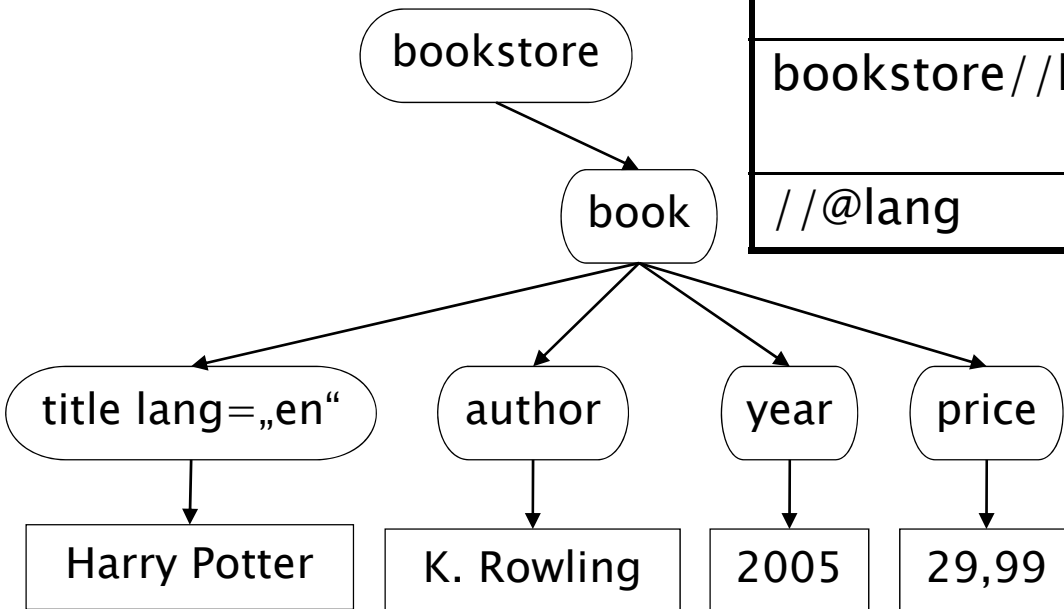 bookstore
bookstore//
//@lang
book
title lang=„en“
author
year
price
Harry Potter
K. Rowling
2005
29,99